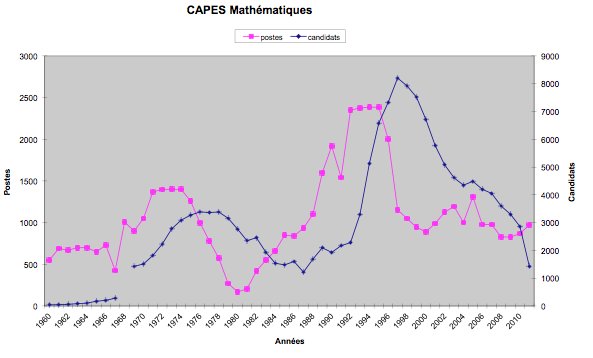 CAPES Mathématiques
postes candidats
3000 9000
2500 8000
2000 7000
1500 6000
1000 5000
500 4000
0 3000
2000
1000
0
Postes
Candidats
1960 1962 1964 1966 1968 1970 1972 1974 1976 1978 1980 1982 1984 1986 1988 1990 1992 1994 1996 1998 2000 2002 2004 2006 2008 2010
Années